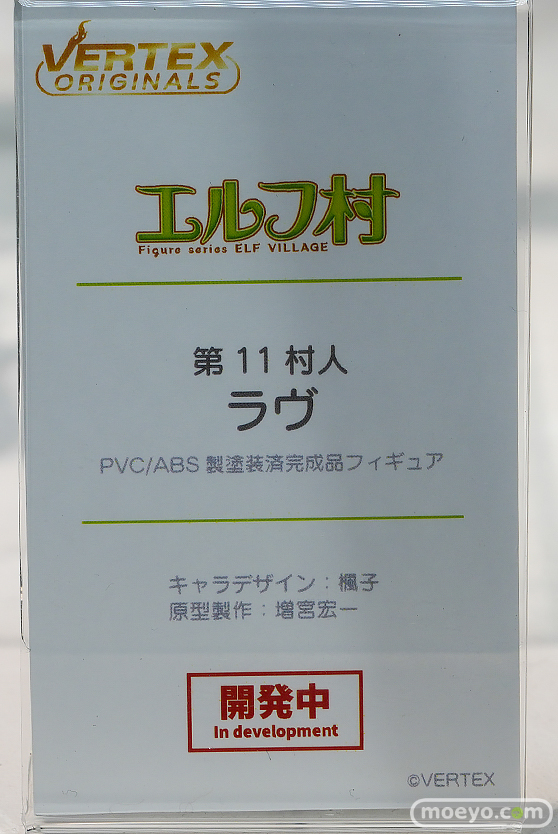 VERTEX
ORIGINALS
エルフ村
Figure series ELF VILLAGE
第 11 村人
ラヴ
PVC/ABS 製塗装済完成品フィギュア
キャラデザイン：楓子
原型製作：増宮宏一
開発中
In development
©VERTEX
moeyo.com